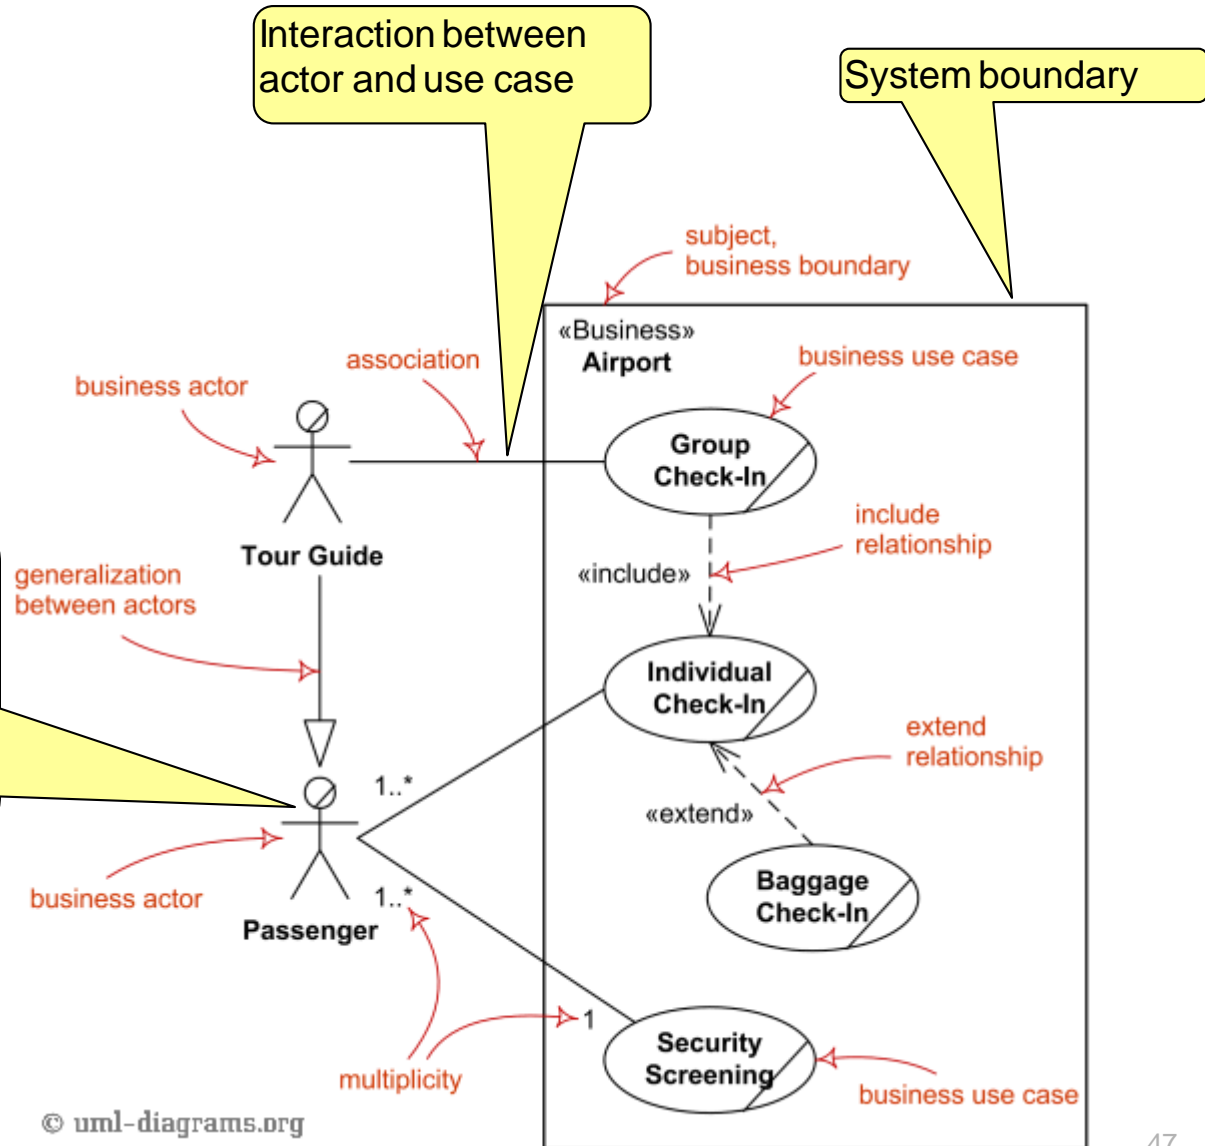 Interaction between
actor and use case
System boundary
subject,
business boundary
«Business»
Airport
business use case
association
business actor
Group
Check-In
include
relationship
Tour Guide
«include»
generalization
between actors
Individual
Check-In
extend
relationship
1..*
«extend»
Baggage
Check-In
business actor
1..*
Passenger
1
Security
Screening
multiplicity
business use case
© uml-diagrams.org
47